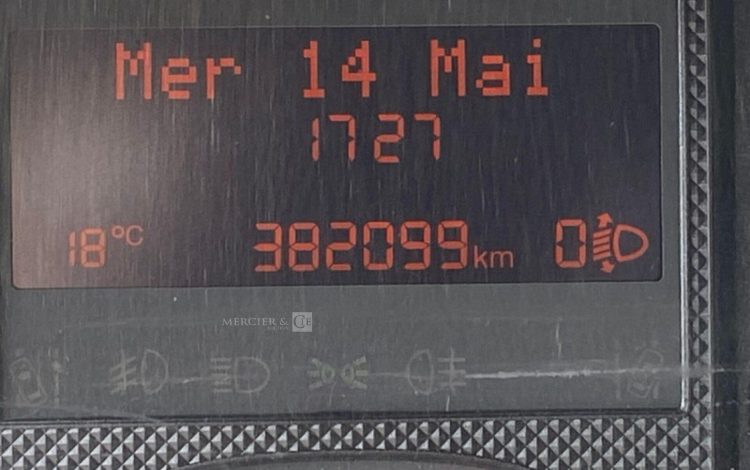 Mer 14 Mai
1727
18°C 382099km 0
MERCIER & CIE